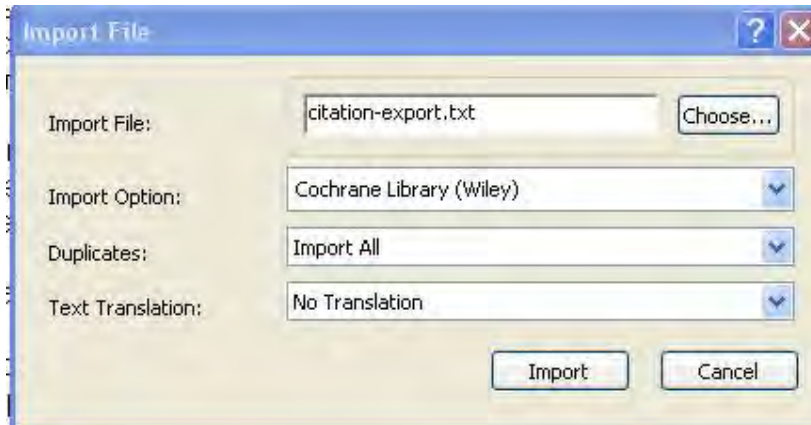 Import File
Import File: citation-export.txt Choose...
Import Option: Cochrane Library (Wiley)
Duplicates: Import All
Text Translation: No Translation
Import Cancel